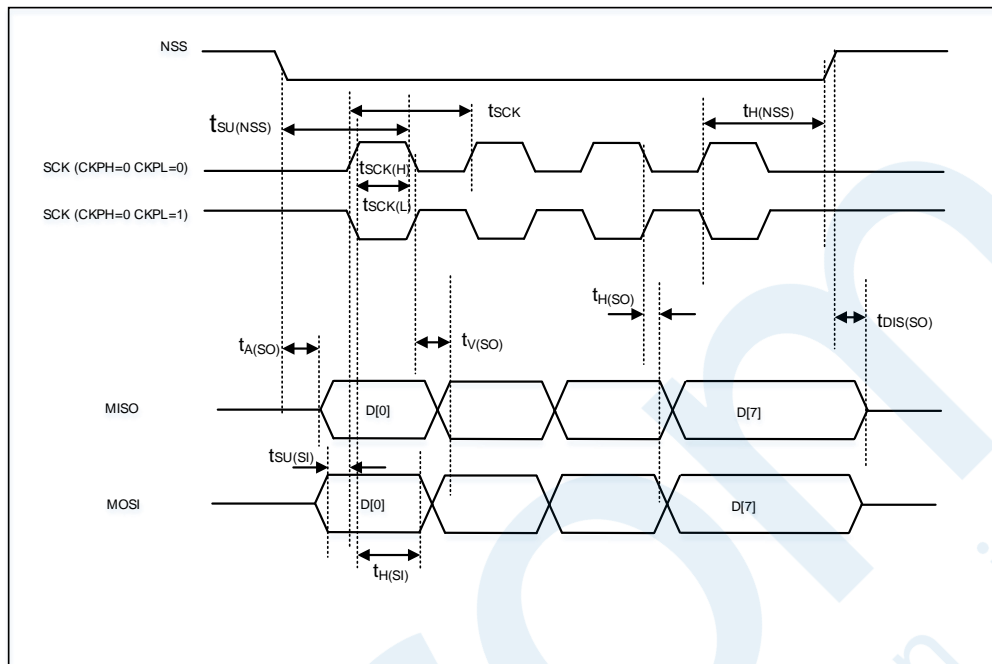 NSS
tSCK
tH(NSS)
tSU(NSS)
SCK (CKPH=0 CKPL=0)
tSCK(H)
tSCK(L)
SCK (CKPH=0 CKPL=1)
tH(SO)
tDIS(SO)
tV(SO)
tA(SO)
MISO
D[0]
D[7]
tSU(SI)
MOSI
D[0]
D[7]
tH(SI)